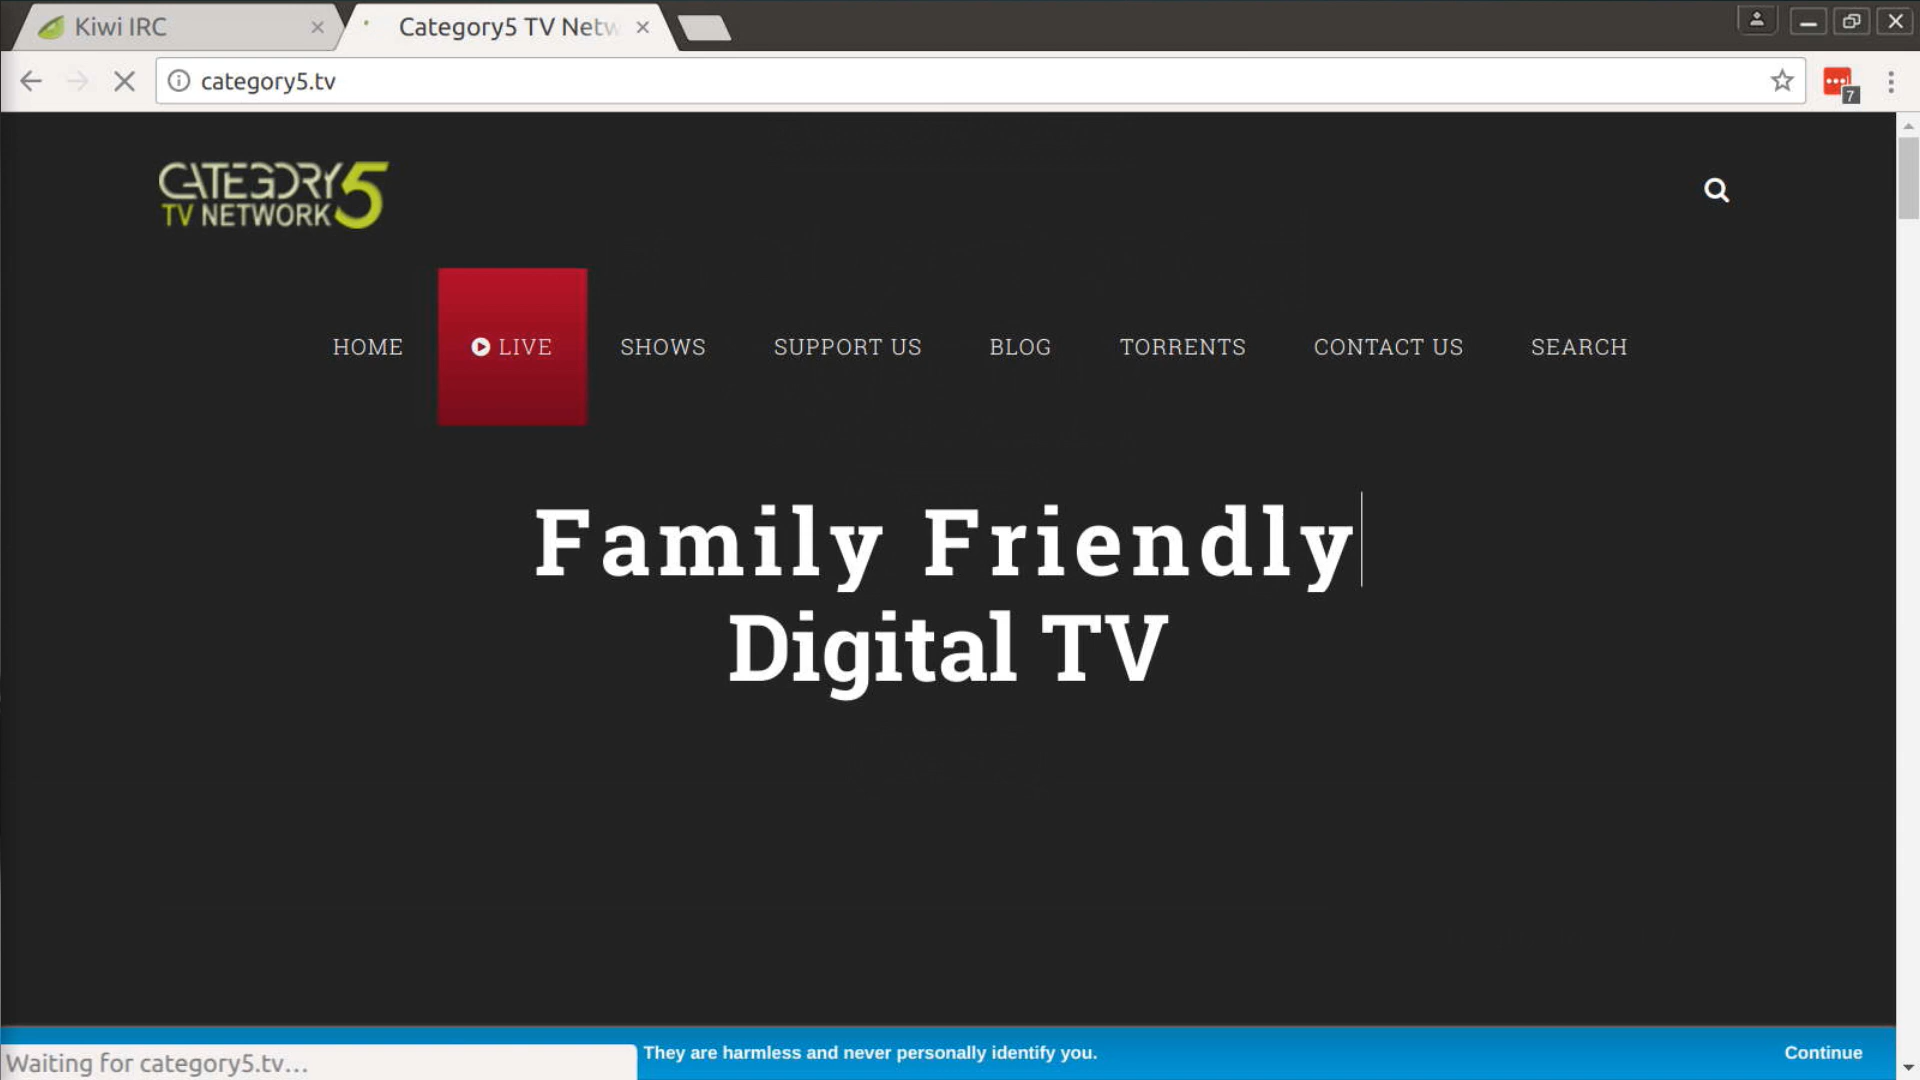 Kiwi IRC
Category5 TV Netw
category5.tv
7
CATEGORY5
TV NETWORK
HOME
LIVE
SHOWS
SUPPORT US
BLOG
TORRENTS
CONTACT US
SEARCH
Family Friendly
Digital TV
They are harmless and never personally identify you.
Continue
Waiting for category5.tv...